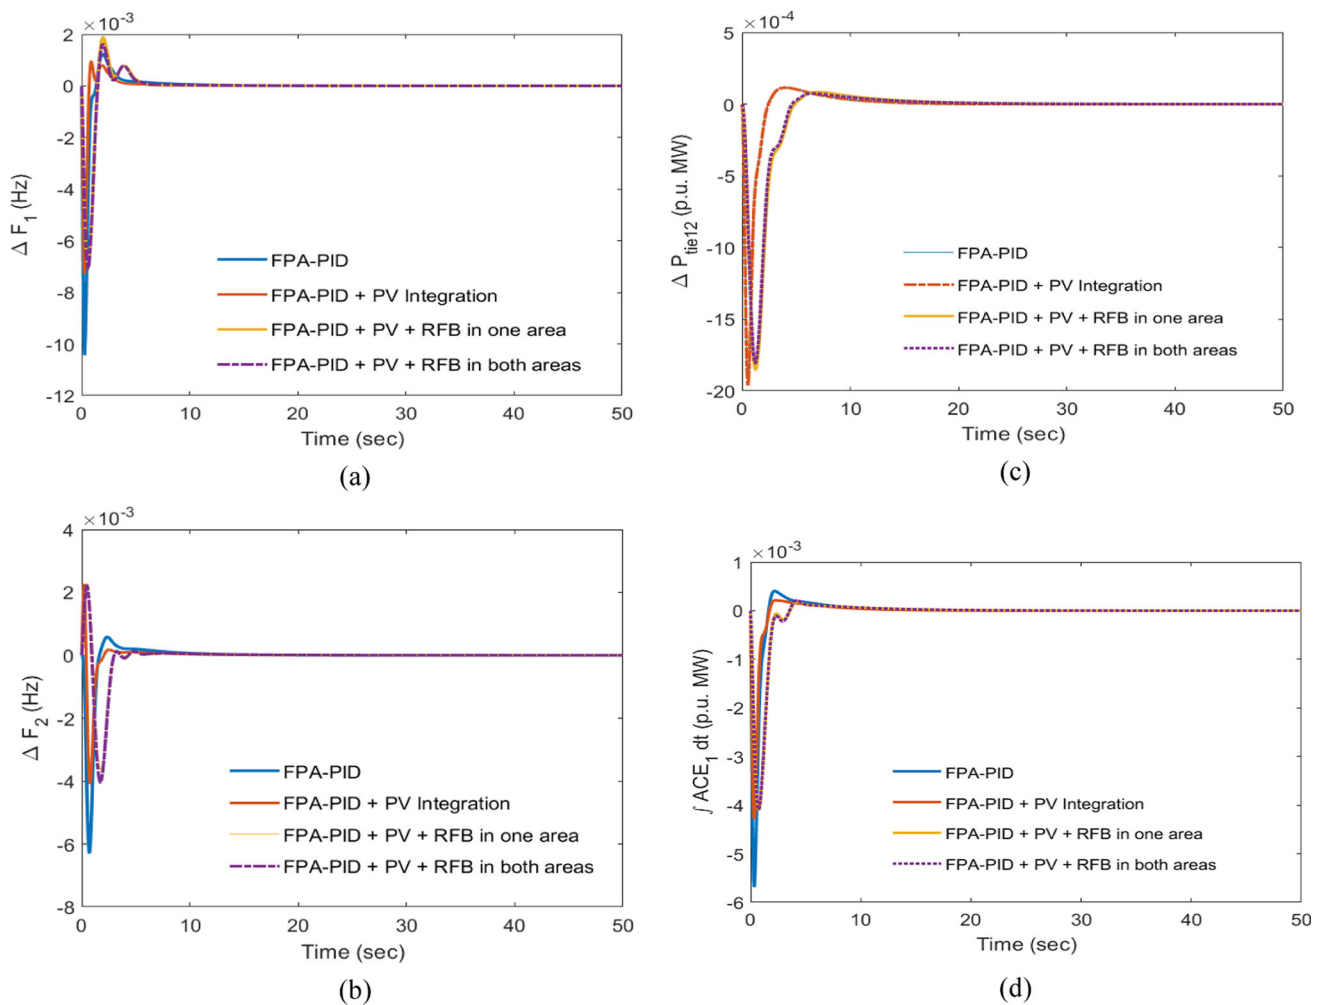 ×10⁻³
2
0
-2
-4
-6
-8
-10
-12
Δ F₁ (Hz)
FPA-PID
FPA-PID + PV Integration
FPA-PID + PV + RFB in one area
FPA-PID + PV + RFB in both areas
0 10 20 30 40 50
Time (sec)
(a)
×10⁻⁴
5
0
-5
-10
-15
-20
Δ P_tie12 (p.u. MW)
FPA-PID
FPA-PID + PV Integration
FPA-PID + PV + RFB in one area
FPA-PID + PV + RFB in both areas
0 10 20 30 40 50
Time (sec)
(c)
×10⁻³
4
2
0
-2
-4
-6
-8
Δ F₂ (Hz)
FPA-PID
FPA-PID + PV Integration
FPA-PID + PV + RFB in one area
FPA-PID + PV + RFB in both areas
0 10 20 30 40 50
Time (sec)
(b)
×10⁻³
1
0
-1
-2
-3
-4
-5
-6
∫ ACE₁ dt (p.u. MW)
FPA-PID
FPA-PID + PV Integration
FPA-PID + PV + RFB in one area
FPA-PID + PV + RFB in both areas
0 10 20 30 40 50
Time (sec)
(d)